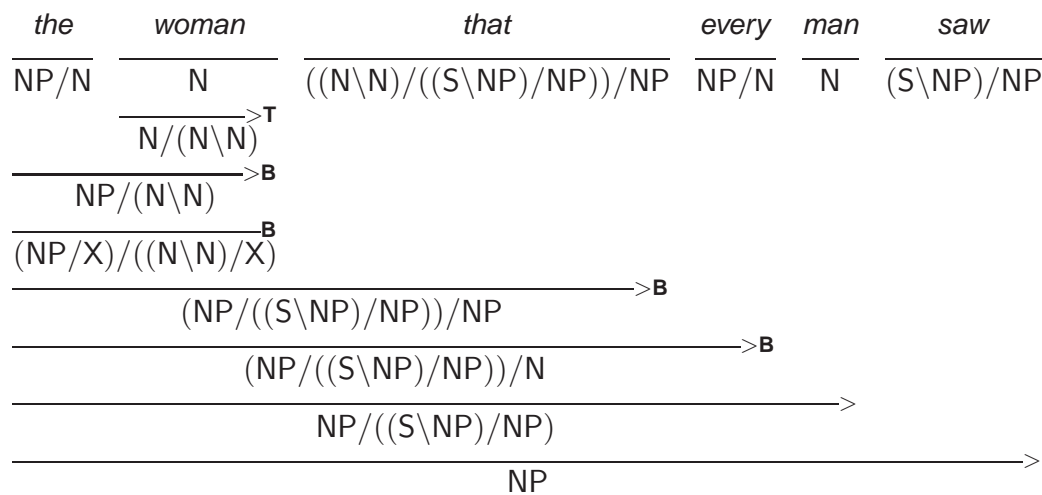 the woman that every man saw
NP/N N ((N\N)/((S\NP)/NP))/NP NP/N N (S\NP)/NP
>T
N/(N\N)
>B
NP/(N\N)
B
(NP/X)/((N\N)/X)
>B
(NP/((S\NP)/NP))/NP
>B
(NP/((S\NP)/NP))/N
>
NP/((S\NP)/NP)
>
NP